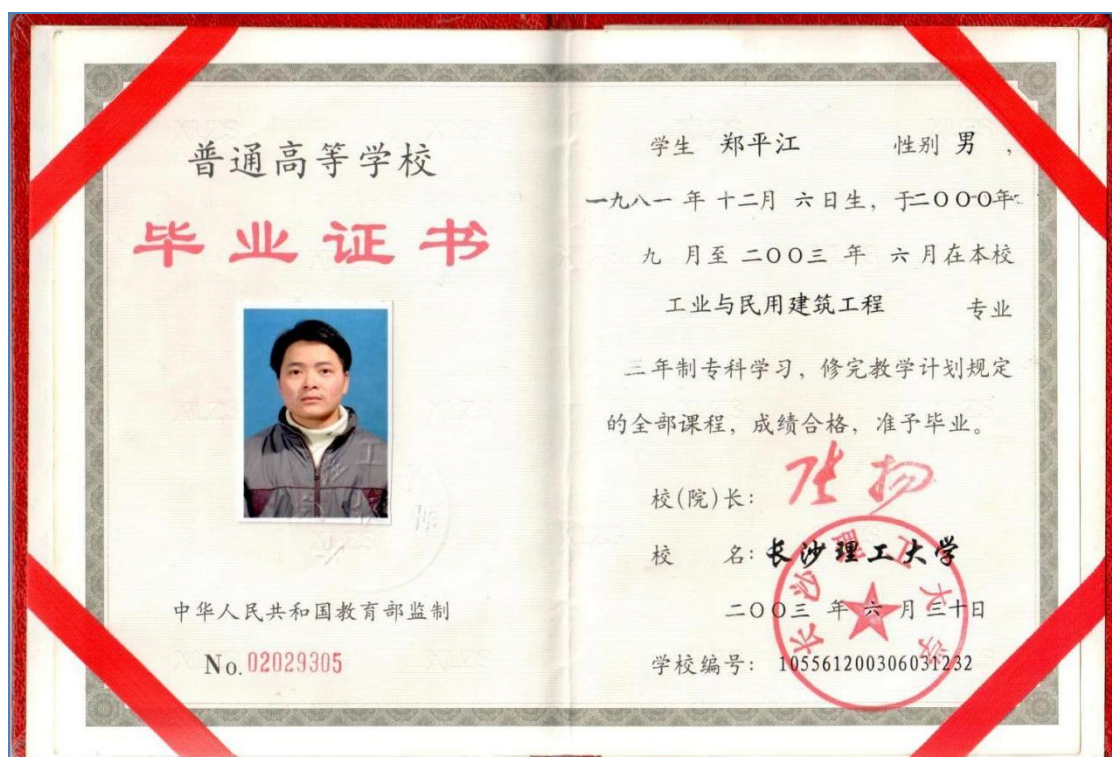 普通高等学校
毕业证书
中华人民共和国教育部监制
No. 02029305
学生 郑平江 性别 男 ,
一九八一 年 十二月 六日生, 于二〇〇〇年
九 月至 二〇〇三 年 六 月在本校
工业与民用建筑工程 专业
三年制专科学习, 修完教学计划规定
的全部课程, 成绩合格, 准予毕业。
校(院)长:
校 名: 长沙理工大学
二〇〇三 年 六 月 三十日
学校编号: 105561200306031232
长沙理工大学